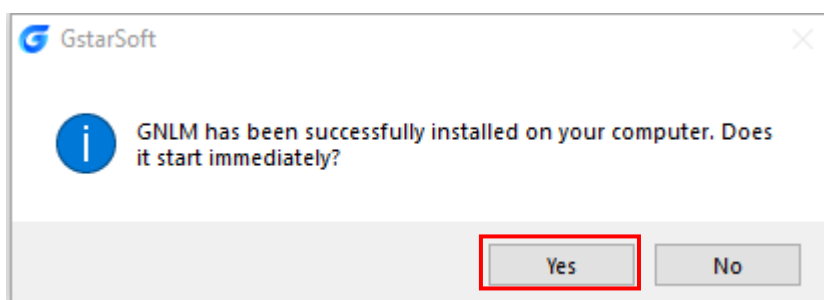 GstarSoft
GNLM has been successfully installed on your computer. Does
it start immediately?
Yes
No